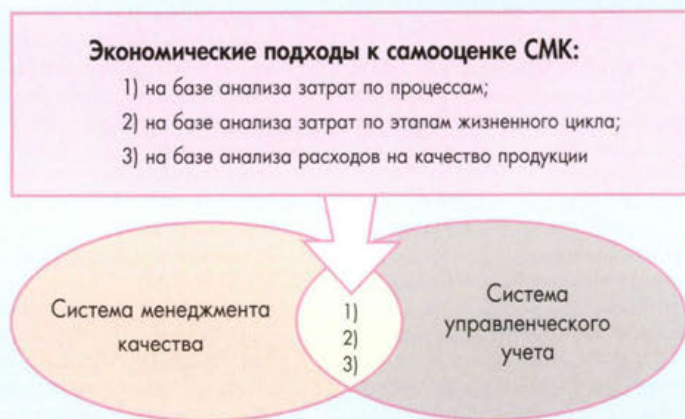 Экономические подходы к самооценке СМК:
1) на базе анализа затрат по процессам;
2) на базе анализа затрат по этапам жизненного цикла;
3) на базе анализа расходов на качество продукции
Система менеджмента
качества
1)
2)
3)
Система
управленческого
учета